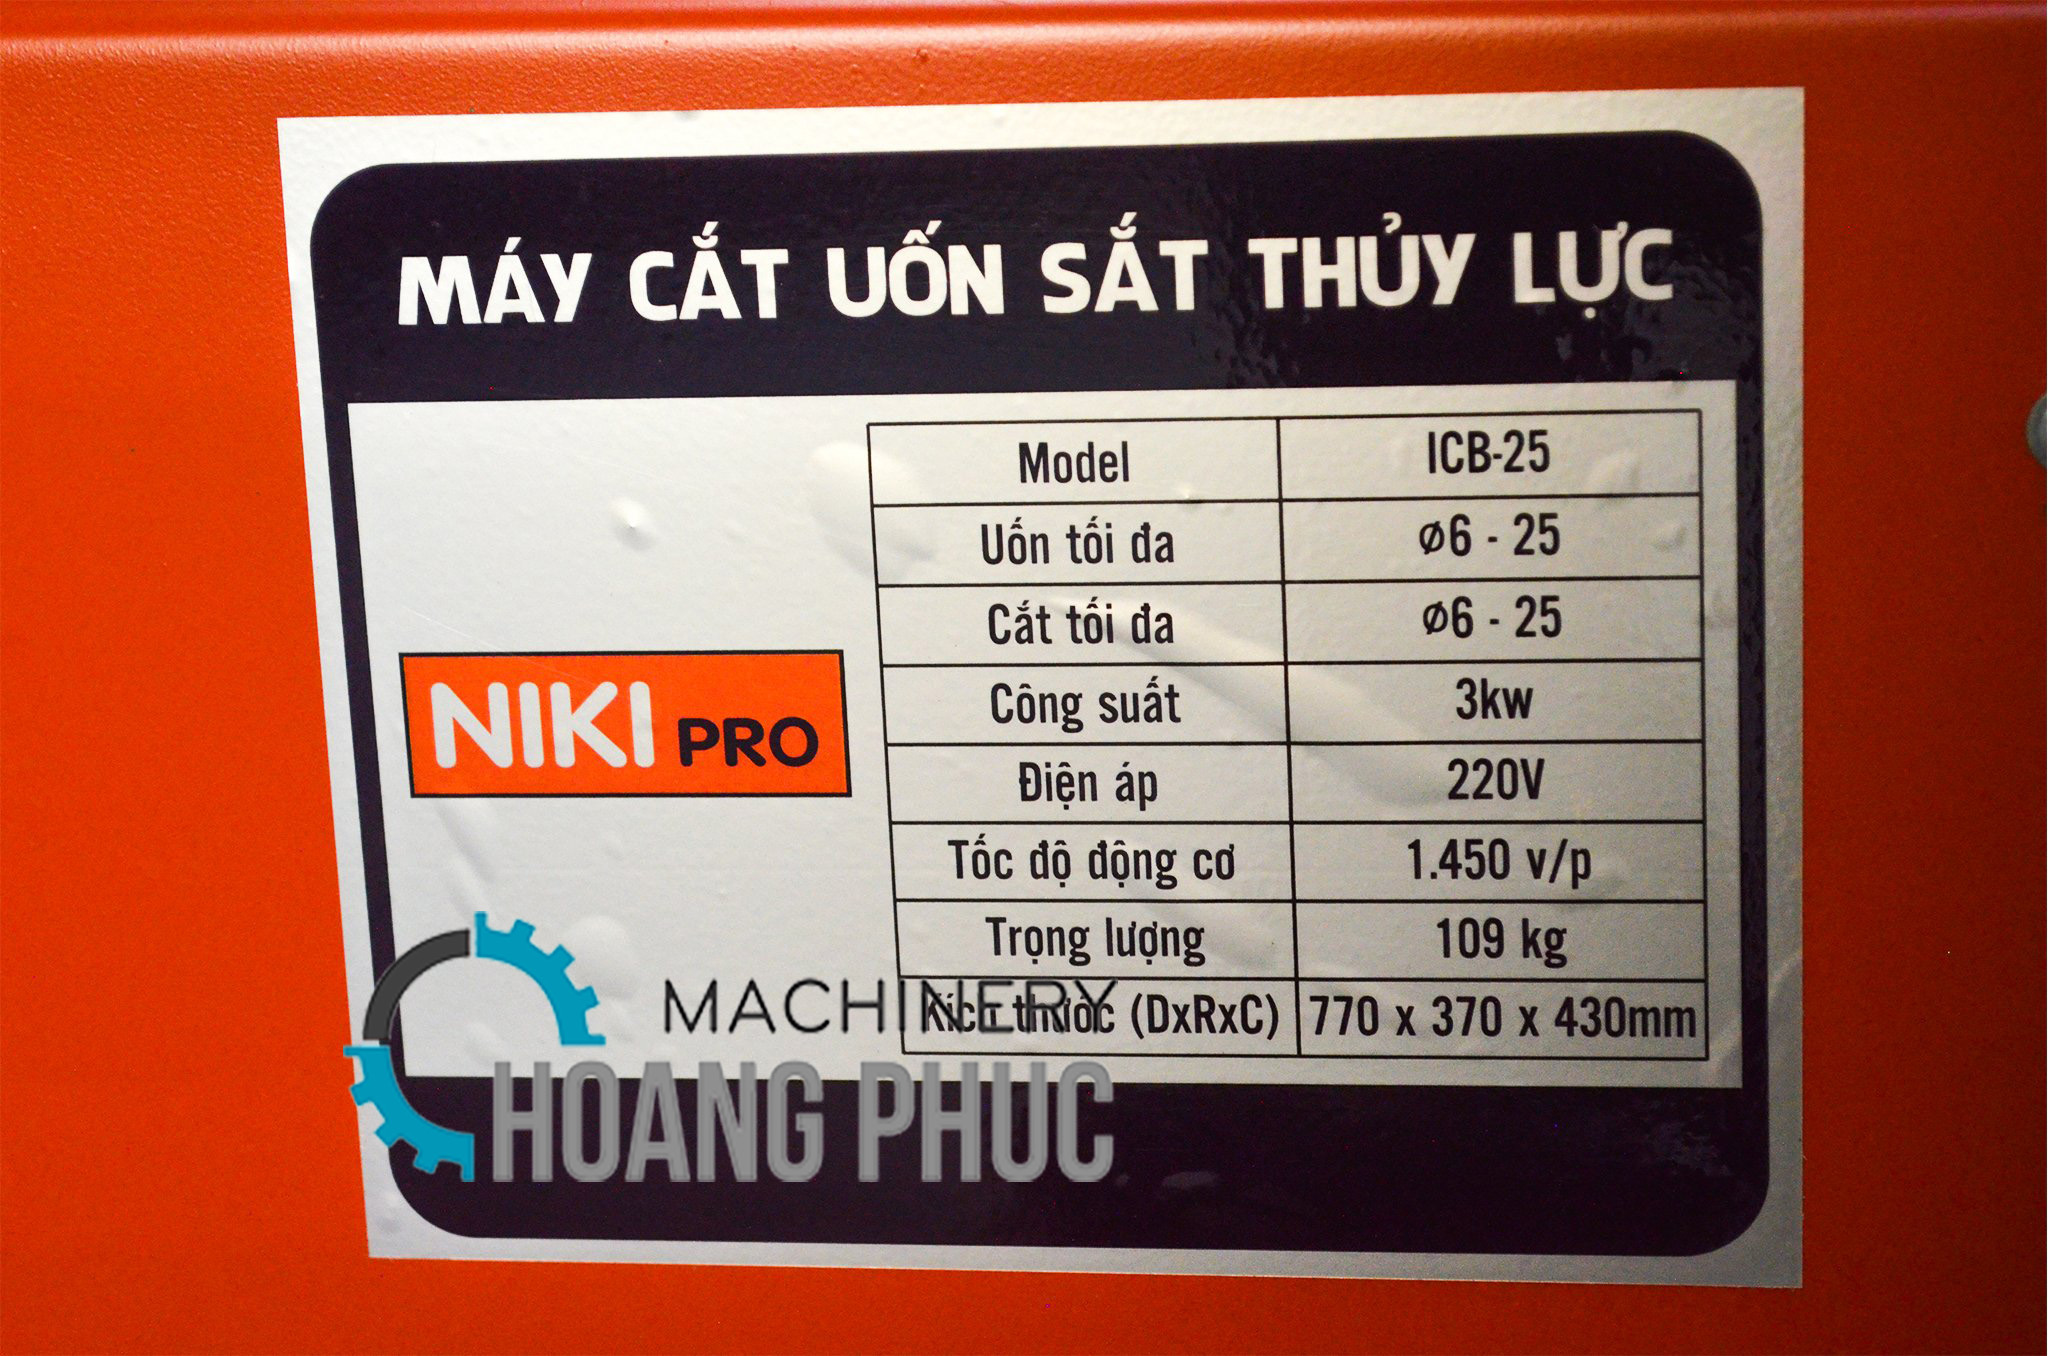 MÁY CẮT UỐN SẮT THỦY LỰC
NIKI PRO
Model ICB-25
Uốn tối đa ø6 - 25
Cắt tối đa ø6 - 25
Công suất 3kw
Điện áp 220V
Tốc độ động cơ 1.450 v/p
Trọng lượng 109 kg
Kích thước (DxRxC) 770 x 370 x 430mm
MACHINERY
HOANG PHUC